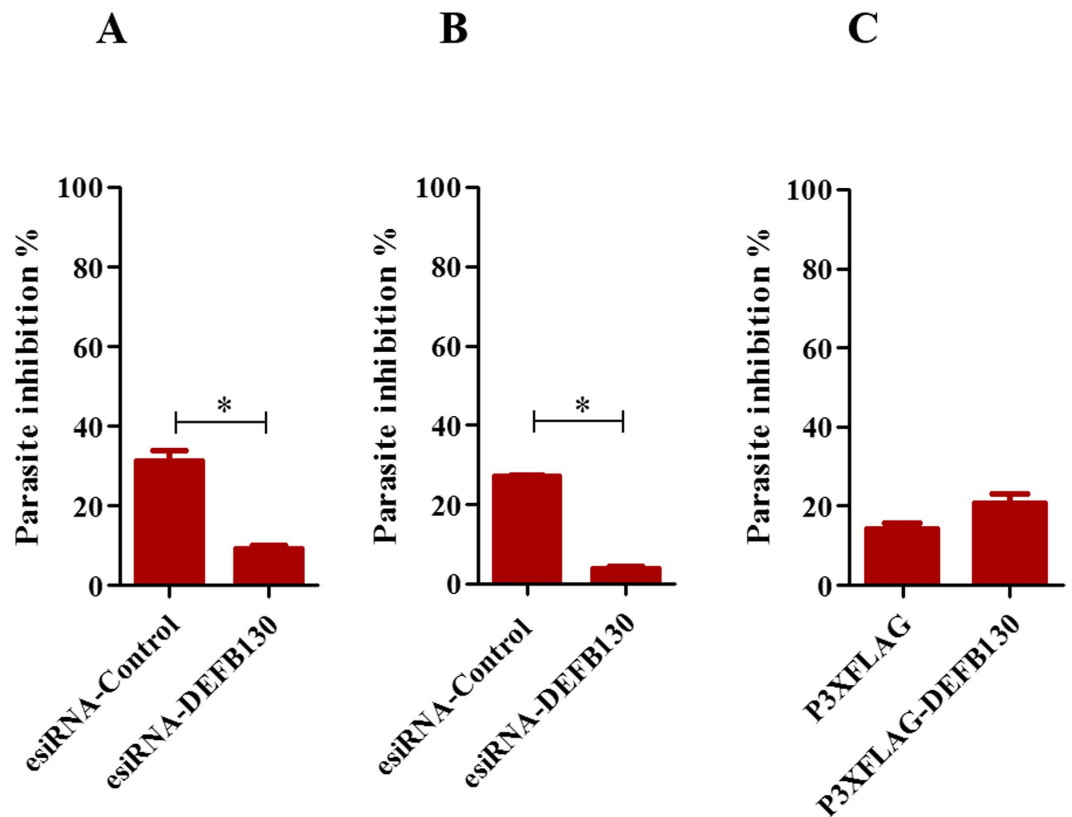 A
B
C
Parasite inhibition %
100
80
60
40
20
0
*
esiRNA-Control
esiRNA-DEFB130
Parasite inhibition %
100
80
60
40
20
0
*
esiRNA-Control
esiRNA-DEFB130
Parasite inhibition %
100
80
60
40
20
0
P3XFLAG
P3XFLAG-DEFB130